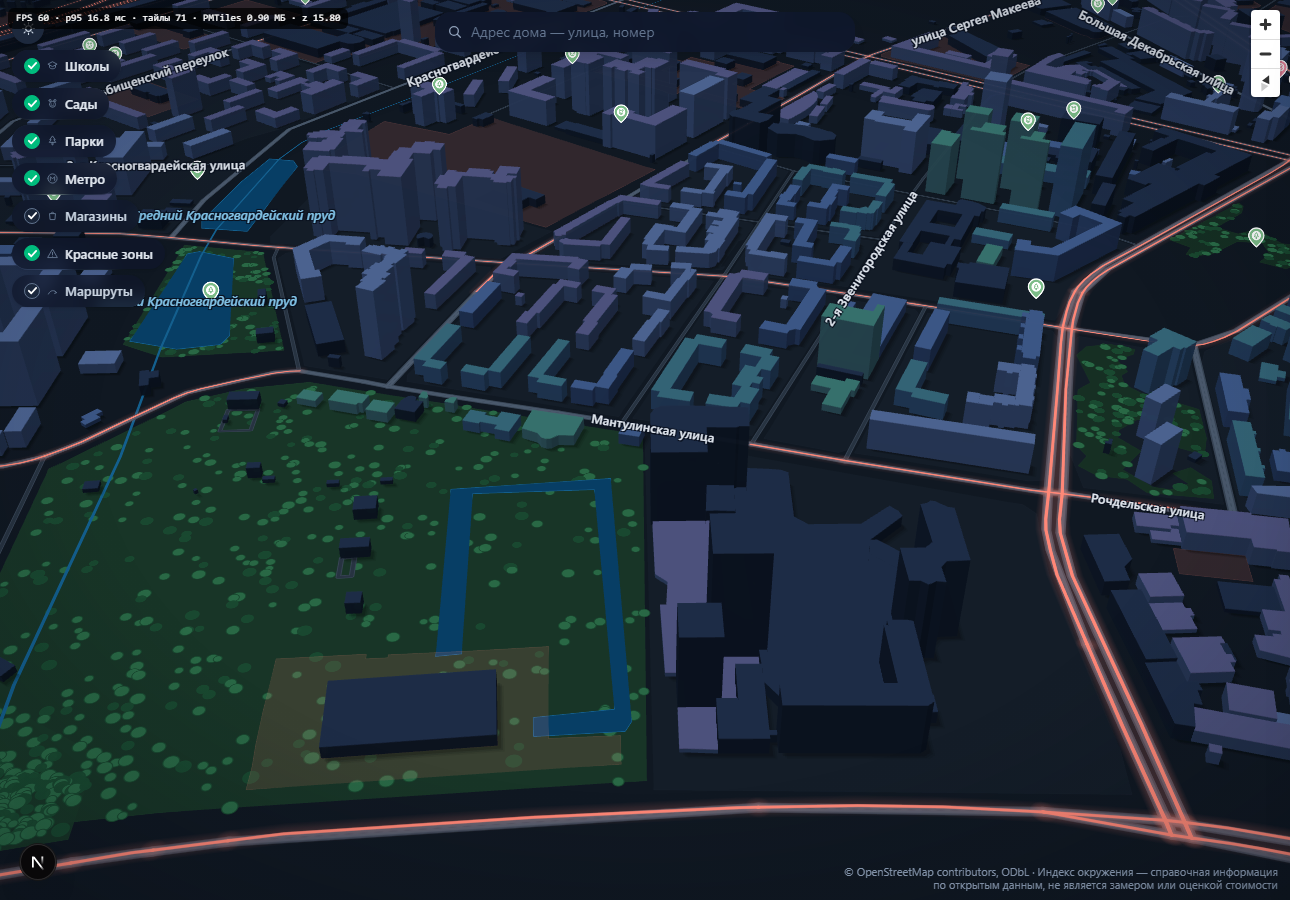 FPS 60 · p95 16.8 мс · тайлы 71 · PMTiles 0.90 МБ · z 15.80
Адрес дома — улица, номер
улица Сергея Макеева
Большая Декабрьская улица
Школы
Сады
Парки
Метро
Магазины
Красные зоны
Маршруты
переулок
Красногвардейская улица
редний Красногвардейский пруд
Красногвардейский пруд
2-я Звенигородская улица
Мантулинская улица
Рочдельская улица
N
© OpenStreetMap contributors, ODbL · Индекс окружения — справочная информация
по открытым данным, не является замером или оценкой стоимости